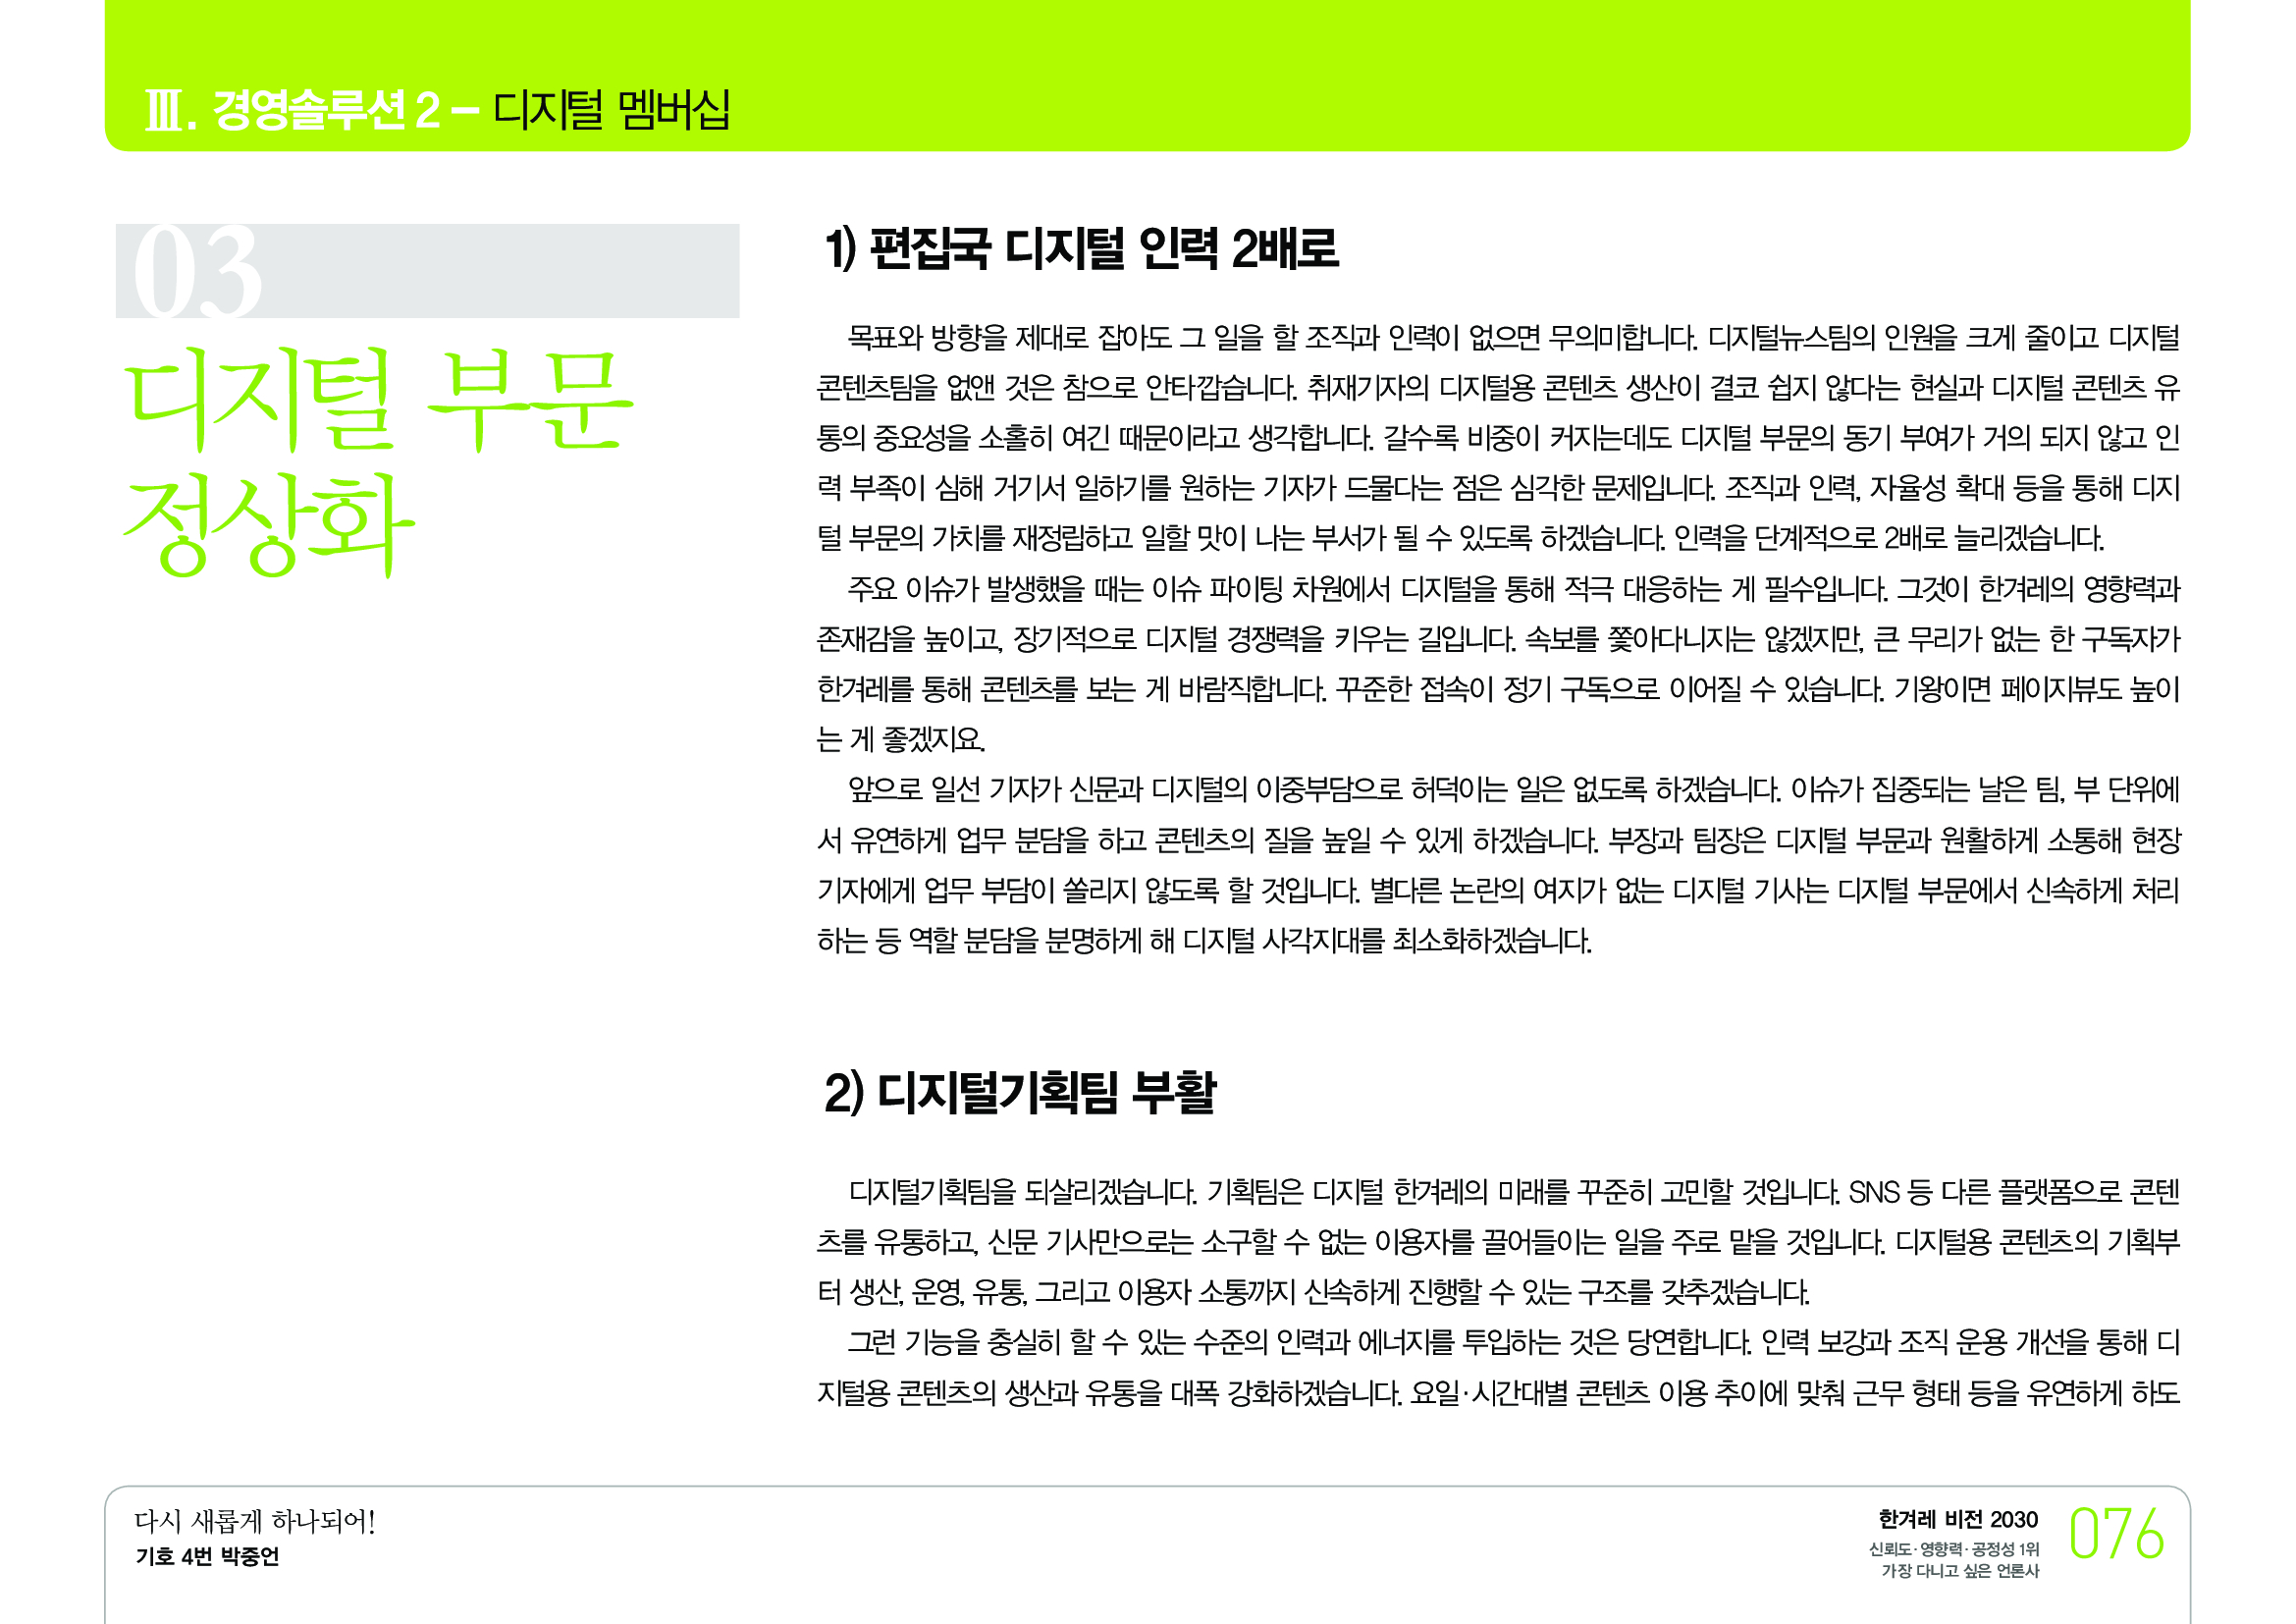 Ⅲ. 경영솔루션 2 – 디지털 멤버십
03
디지털 부문
정상화
1) 편집국 디지털 인력 2배로
목표와 방향을 제대로 잡아도 그 일을 할 조직과 인력이 없으면 무의미합니다. 디지털뉴스팀의 인원을 크게 줄이고 디지털
콘텐츠팀을 없앤 것은 참으로 안타깝습니다. 취재기자의 디지털용 콘텐츠 생산이 결코 쉽지 않다는 현실과 디지털 콘텐츠 유
통의 중요성을 소홀히 여긴 때문이라고 생각합니다. 갈수록 비중이 커지는데도 디지털 부문의 동기 부여가 거의 되지 않고 인
력 부족이 심해 거기서 일하기를 원하는 기자가 드물다는 점은 심각한 문제입니다. 조직과 인력, 자율성 확대 등을 통해 디지
털 부문의 가치를 재정립하고 일할 맛이 나는 부서가 될 수 있도록 하겠습니다. 인력을 단계적으로 2배로 늘리겠습니다.
주요 이슈가 발생했을 때는 이슈 파이팅 차원에서 디지털을 통해 적극 대응하는 게 필수입니다. 그것이 한겨레의 영향력과
존재감을 높이고, 장기적으로 디지털 경쟁력을 키우는 길입니다. 속보를 쫓아다니지는 않겠지만, 큰 무리가 없는 한 구독자가
한겨레를 통해 콘텐츠를 보는 게 바람직합니다. 꾸준한 접속이 정기 구독으로 이어질 수 있습니다. 기왕이면 페이지뷰도 높이
는 게 좋겠지요.
앞으로 일선 기자가 신문과 디지털의 이중부담으로 허덕이는 일은 없도록 하겠습니다. 이슈가 집중되는 날은 팀, 부 단위에
서 유연하게 업무 분담을 하고 콘텐츠의 질을 높일 수 있게 하겠습니다. 부장과 팀장은 디지털 부문과 원활하게 소통해 현장
기자에게 업무 부담이 쏠리지 않도록 할 것입니다. 별다른 논란의 여지가 없는 디지털 기사는 디지털 부문에서 신속하게 처리
하는 등 역할 분담을 분명하게 해 디지털 사각지대를 최소화하겠습니다.
2) 디지털기획팀 부활
디지털기획팀을 되살리겠습니다. 기획팀은 디지털 한겨레의 미래를 꾸준히 고민할 것입니다. SNS 등 다른 플랫폼으로 콘텐
츠를 유통하고, 신문 기사만으로는 소구할 수 없는 이용자를 끌어들이는 일을 주로 맡을 것입니다. 디지털용 콘텐츠의 기획부
터 생산, 운영, 유통, 그리고 이용자 소통까지 신속하게 진행할 수 있는 구조를 갖추겠습니다.
그런 기능을 충실히 할 수 있는 수준의 인력과 에너지를 투입하는 것은 당연합니다. 인력 보강과 조직 운용 개선을 통해 디
지털용 콘텐츠의 생산과 유통을 대폭 강화하겠습니다. 요일·시간대별 콘텐츠 이용 추이에 맞춰 근무 형태 등을 유연하게 하도
다시 새롭게 하나되어!
기호 4번 박중언
한겨레 비전 2030
신뢰도·영향력·공정성 1위
가장 다니고 싶은 언론사
076